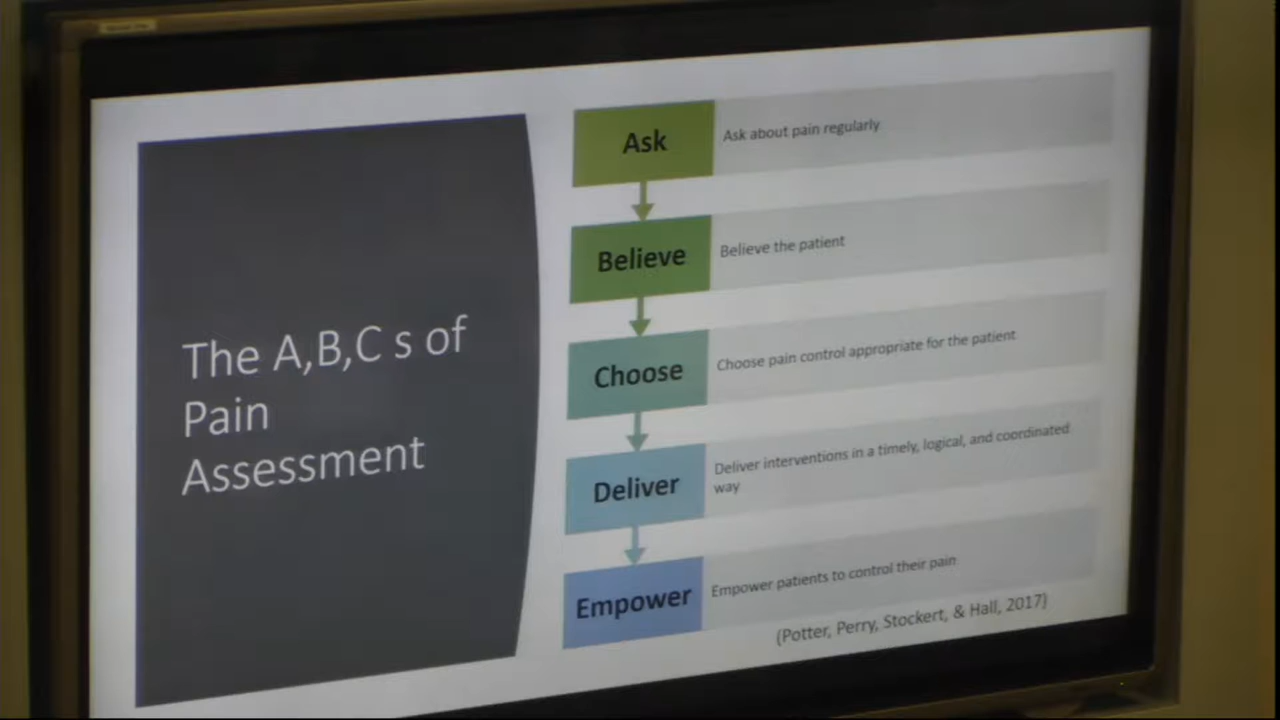 The A,B,C s of
Pain
Assessment
Ask
Ask about pain regularly
Believe
Believe the patient
Choose
Choose pain control appropriate for the patient
Deliver
Deliver interventions in a timely, logical, and coordinated
way
Empower
Empower patients to control their pain
(Potter, Perry, Stockert, & Hall, 2017)